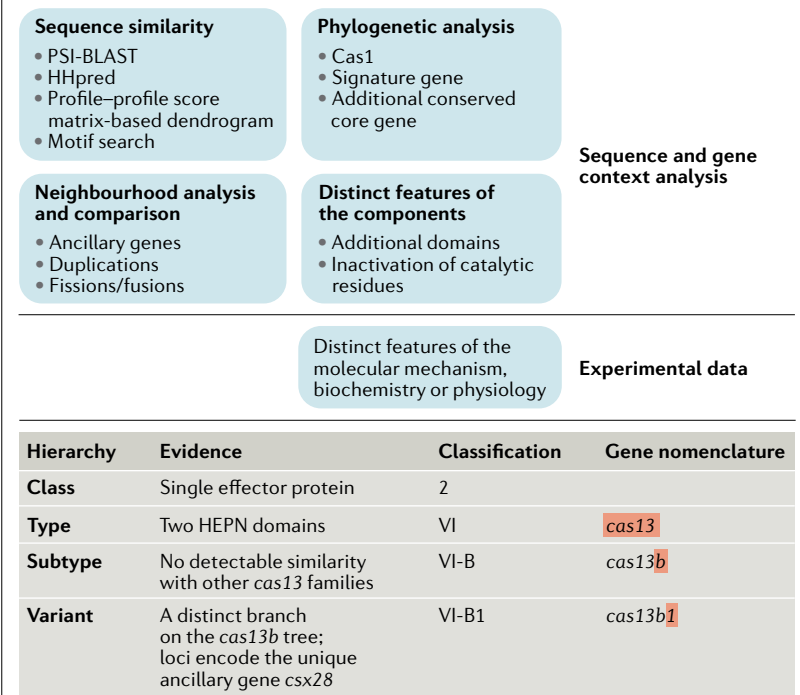 Sequence similarity
• PSI-BLAST
• HHpred
• Profile–profile score
matrix-based dendrogram
• Motif search
Phylogenetic analysis
• Cas1
• Signature gene
• Additional conserved
core gene
Neighbourhood analysis
and comparison
• Ancillary genes
• Duplications
• Fissions/fusions
Distinct features of
the components
• Additional domains
• Inactivation of catalytic
residues
Sequence and gene
context analysis
Distinct features of the
molecular mechanism,
biochemistry or physiology
Experimental data
Hierarchy Evidence Classification Gene nomenclature
Class Single effector protein 2
Type Two HEPN domains VI cas13
Subtype No detectable similarity VI-B cas13b
with other cas13 families
Variant A distinct branch VI-B1 cas13b1
on the cas13b tree;
loci encode the unique
ancillary gene csx28